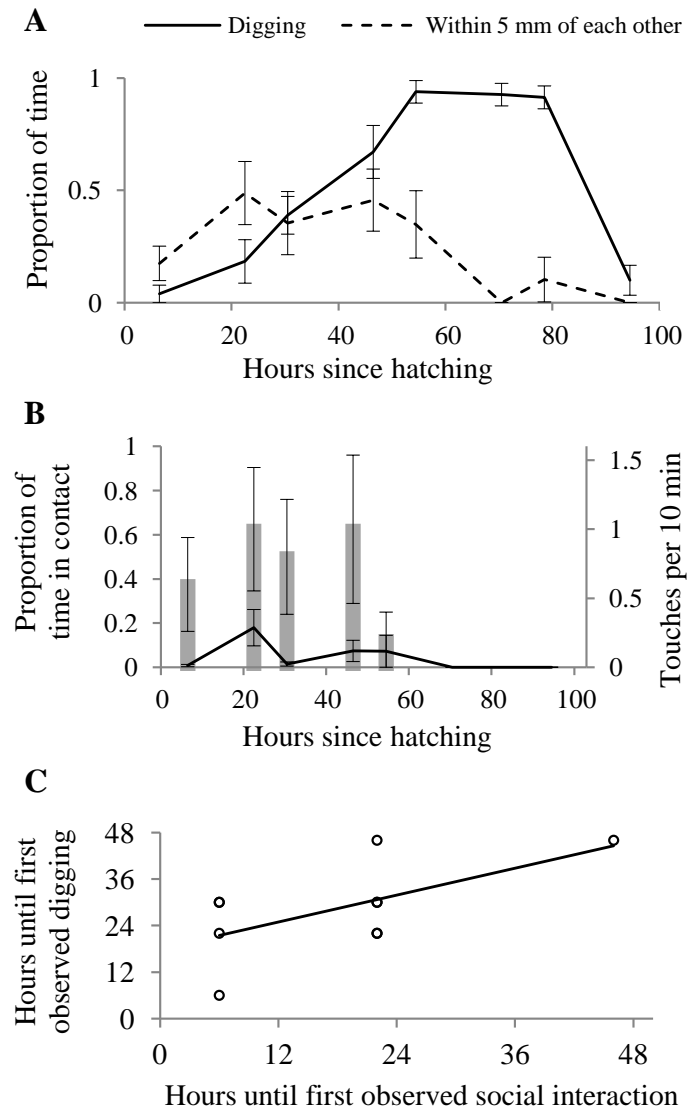 A
Digging
Within 5 mm of each other
Proportion of time
1
0.5
0
0 20 40 60 80 100
Hours since hatching
B
Proportion of
time in contact
1
0.8
0.6
0.4
0.2
0
1.5
1
0.5
0
Touches per 10 min
0 20 40 60 80 100
Hours since hatching
C
Hours until first
observed digging
48
36
24
12
0
0 12 24 36 48
Hours until first observed social interaction